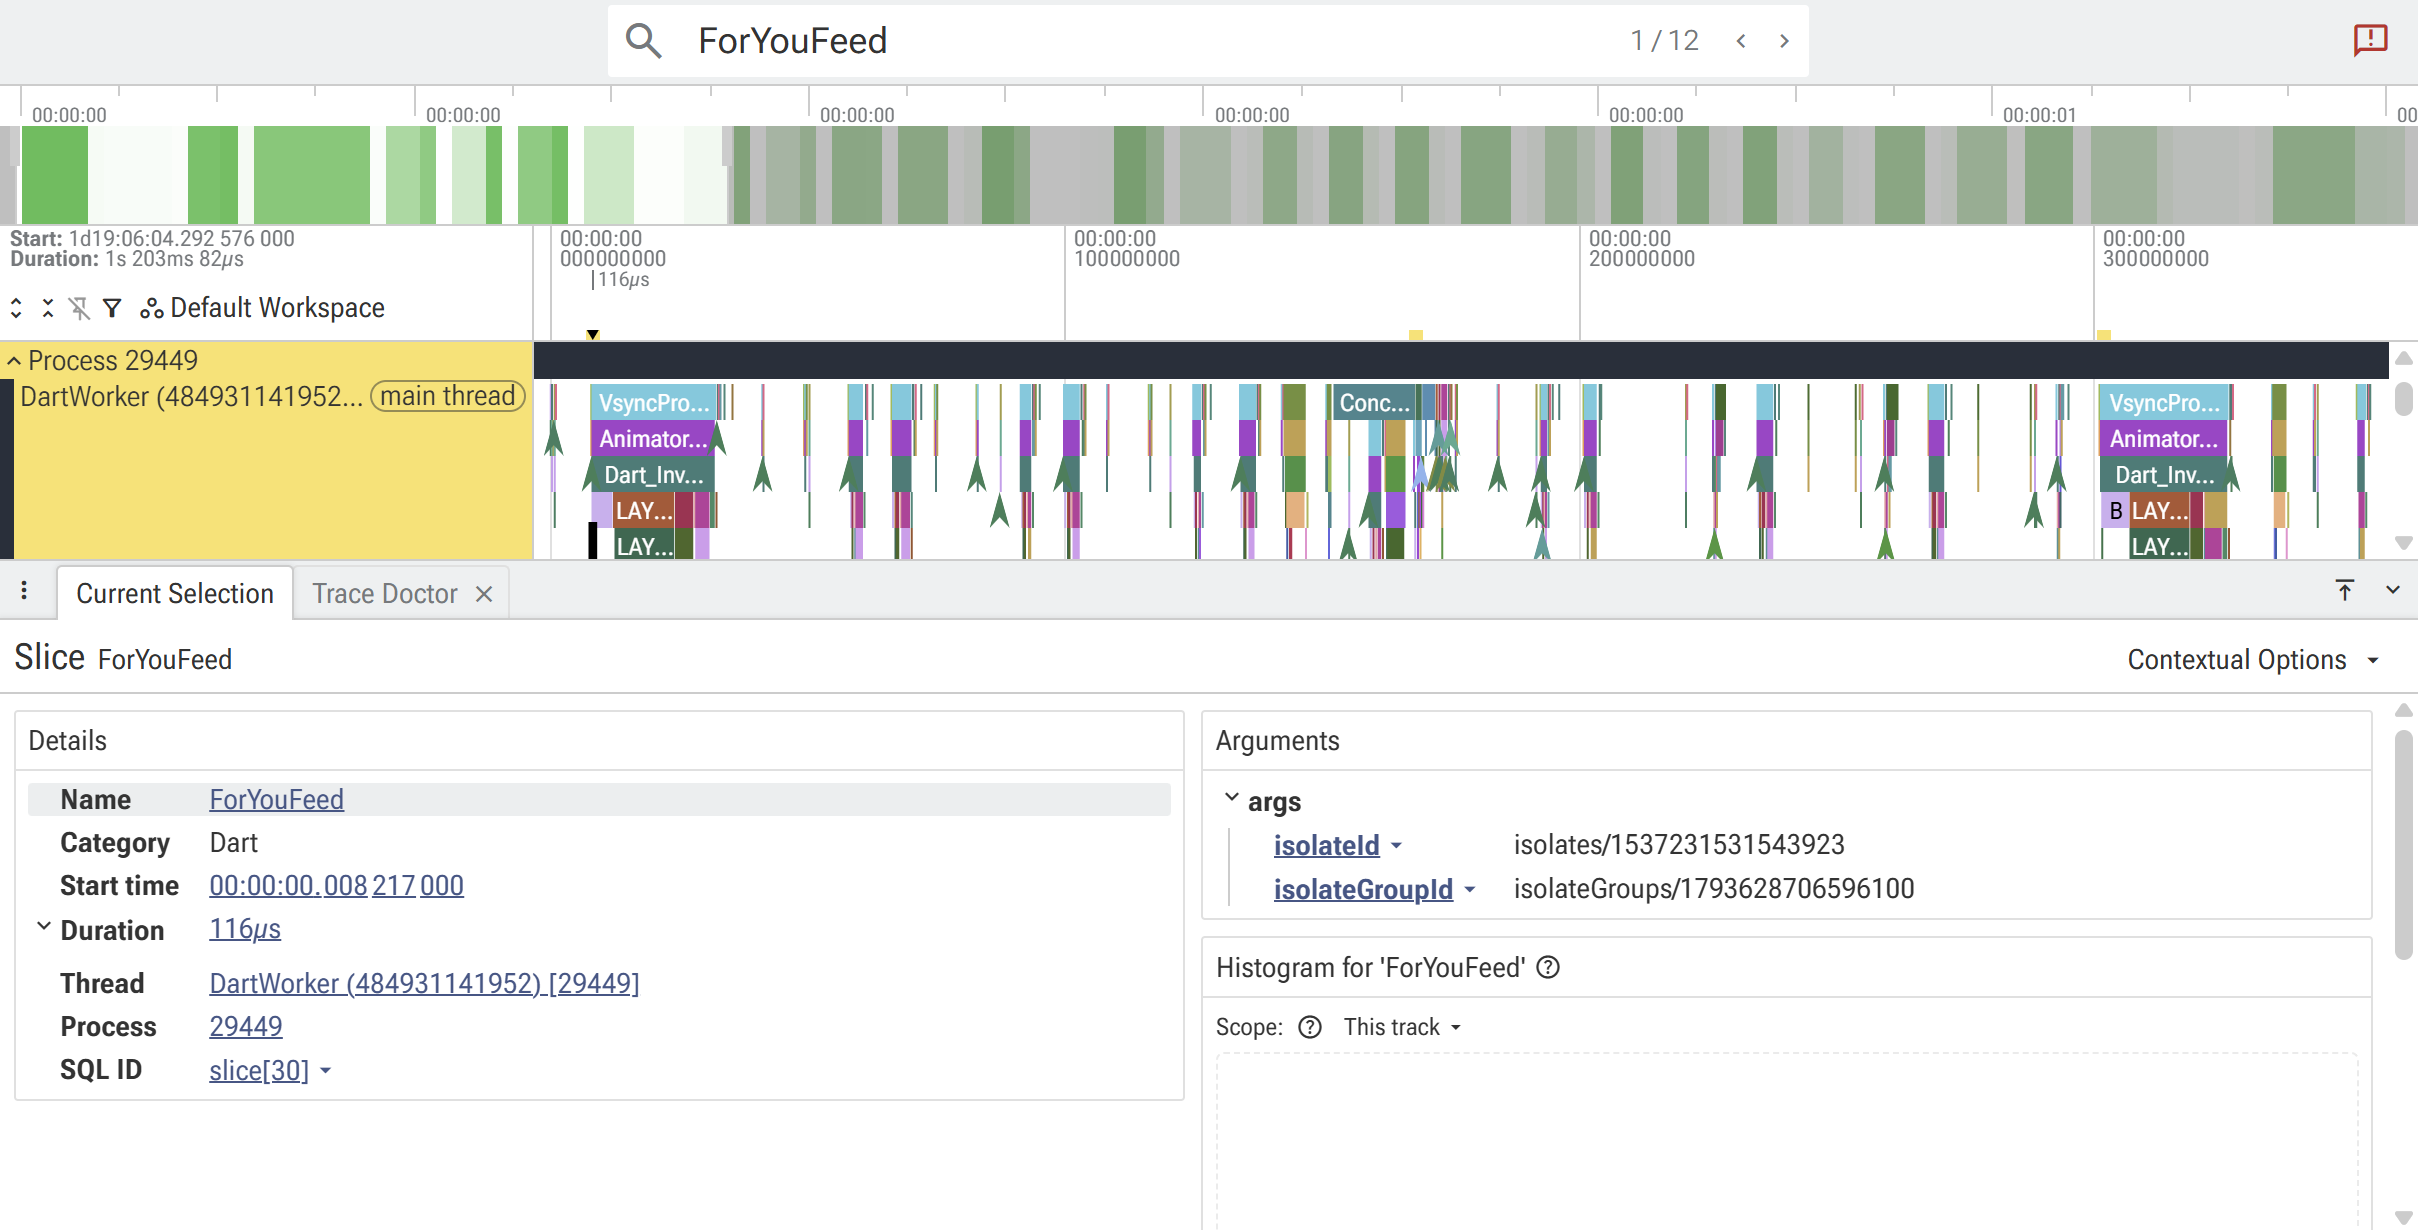 ForYouFeed
1 / 12
00:00:00 00:00:00 00:00:00 00:00:00 00:00:00 00:00:01 00
Start: 1d19:06:04.292 576 000
Duration: 1s 203ms 82µs
00:00:00 00:00:00 00:00:00 00:00:00
000000000 100000000 200000000 300000000
116µs
Default Workspace
Process 29449
DartWorker (484931141952... main thread
VsyncPro... Conc... VsyncPro...
Animator... Animator...
Dart_Inv... Dart_Inv...
LAY... B LAY...
LAY... LAY...
Current Selection
Trace Doctor
Slice ForYouFeed
Contextual Options
Details
Name ForYouFeed
Category Dart
Start time 00:00:00.008 217 000
Duration 116µs
Thread DartWorker (484931141952) [29449]
Process 29449
SQL ID slice[30]
Arguments
args
isolateId isolates/1537231531543923
isolateGroupId isolateGroups/1793628706596100
Histogram for 'ForYouFeed'
Scope: This track